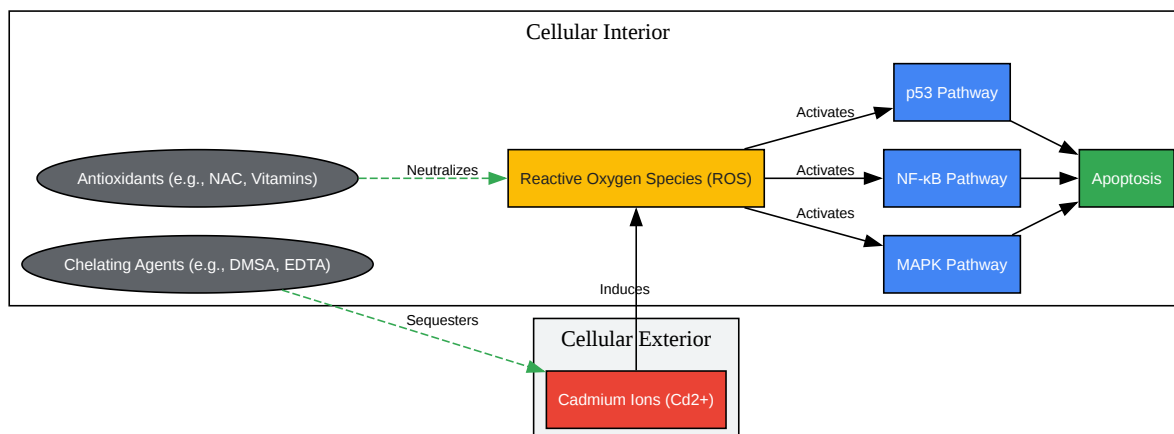 Cellular Interior
p53 Pathway
Activates
Antioxidants (e.g., NAC, Vitamins)
Neutralizes
Reactive Oxygen Species (ROS)
Activates
NF-κB Pathway
Apoptosis
Activates
Chelating Agents (e.g., DMSA, EDTA)
MAPK Pathway
Induces
Sequesters
Cellular Exterior
Cadmium Ions (Cd2+)